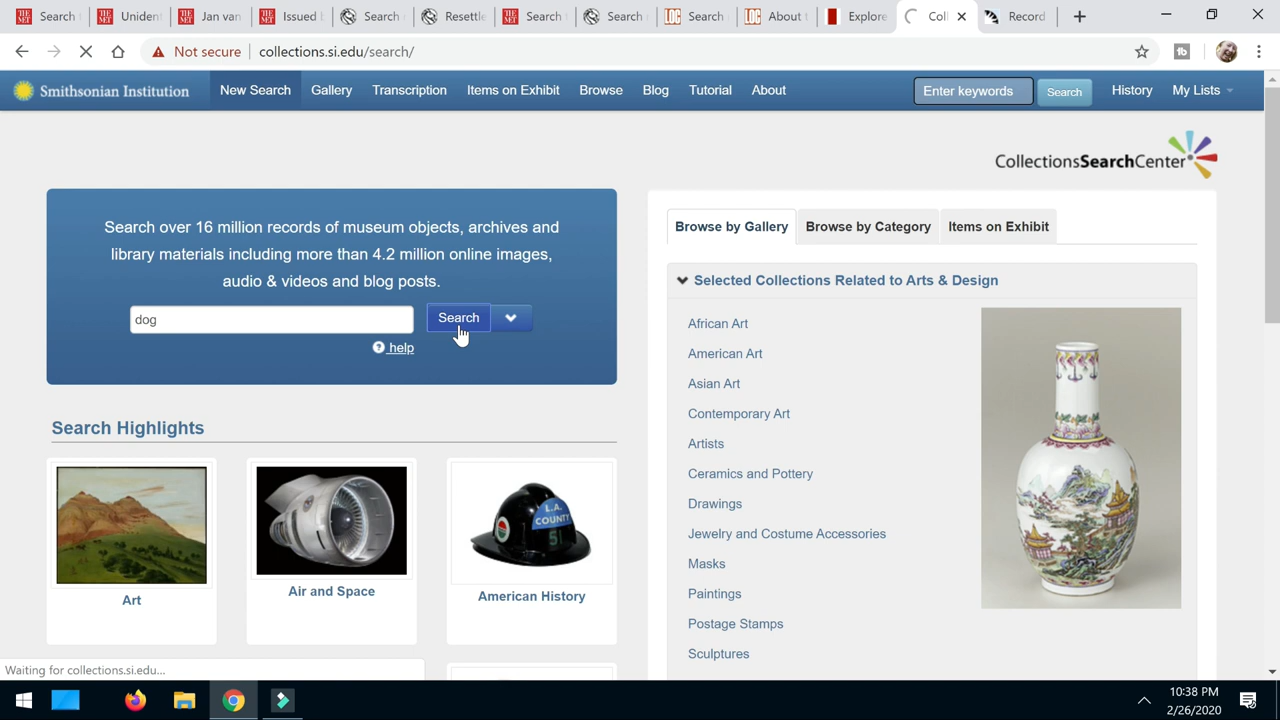 Search
Uniden
Jan van
Issued b
Search
Resettle
Search
Search
Search
About t
Explore
Coll
Record
Not secure
collections.si.edu/search/
Smithsonian Institution
New Search
Gallery
Transcription
Items on Exhibit
Browse
Blog
Tutorial
About
Enter keywords
Search
History
My Lists
CollectionsSearchCenter
Search over 16 million records of museum objects, archives and
library materials including more than 4.2 million online images,
audio & videos and blog posts.
dog
Search
help
Search Highlights
Art
Air and Space
L.A.
COUNTY
51
American History
Browse by Gallery
Browse by Category
Items on Exhibit
Selected Collections Related to Arts & Design
African Art
American Art
Asian Art
Contemporary Art
Artists
Ceramics and Pottery
Drawings
Jewelry and Costume Accessories
Masks
Paintings
Postage Stamps
Sculptures
Waiting for collections.si.edu...
10:38 PM
2/26/2020